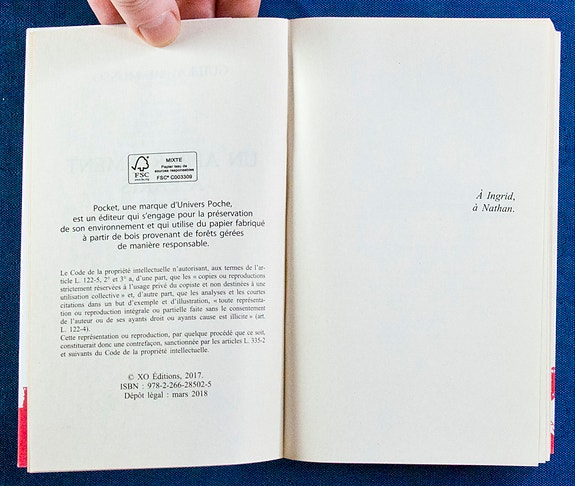 FSC
www.fsc.org
MIXTE
Papier issu de
sources responsables
FSC® C003309
Pocket, une marque d'Univers Poche,
est un éditeur qui s'engage pour la préservation
de son environnement et qui utilise du papier fabriqué
à partir de bois provenant de forêts gérées
de manière responsable.
Le Code de la propriété intellectuelle n'autorisant, aux termes de l'ar-
ticle L. 122-5, 2° et 3° a, d'une part, que les « copies ou reproductions
strictement réservées à l'usage privé du copiste et non destinées à une
utilisation collective » et, d'autre part, que les analyses et les courtes
citations dans un but d'exemple et d'illustration, « toute représenta-
tion ou reproduction intégrale ou partielle faite sans le consentement
de l'auteur ou de ses ayants droit ou ayants cause est illicite » (art.
L. 122-4).
Cette représentation ou reproduction, par quelque procédé que ce soit,
constituerait donc une contrefaçon, sanctionnée par les articles L. 335-2
et suivants du Code de la propriété intellectuelle.
© XO Éditions, 2017.
ISBN : 978-2-266-28502-5
Dépôt légal : mars 2018
À Ingrid,
à Nathan.